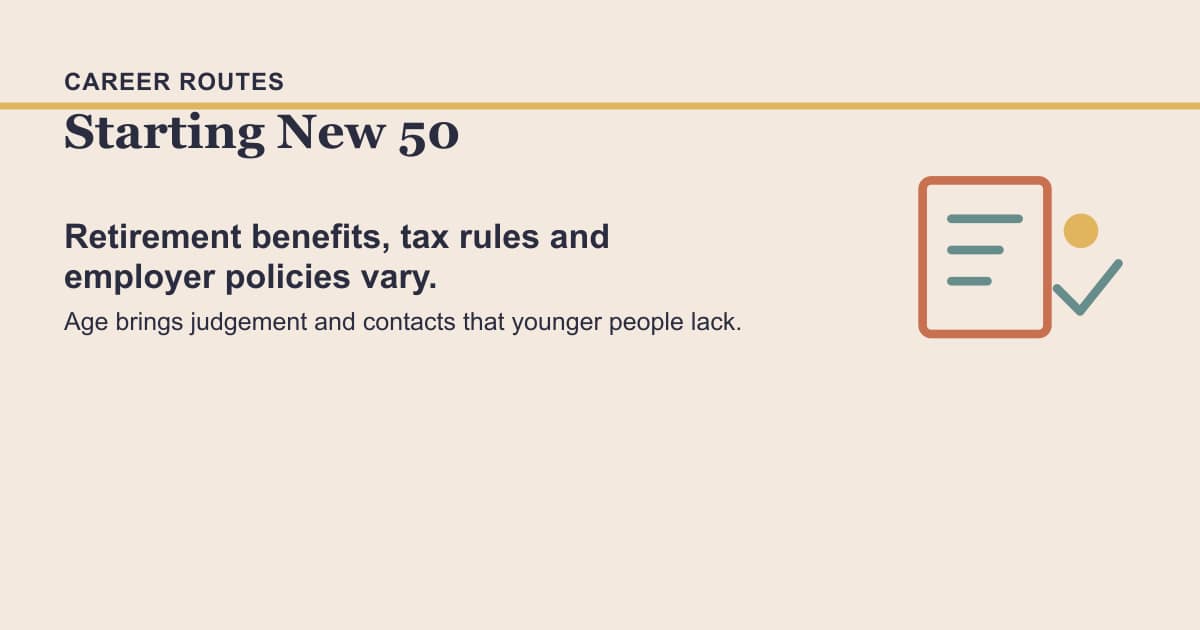 CAREER ROUTES
Starting New 50
Retirement benefits, tax rules and
employer policies vary.
Age brings judgement and contacts that younger people lack.